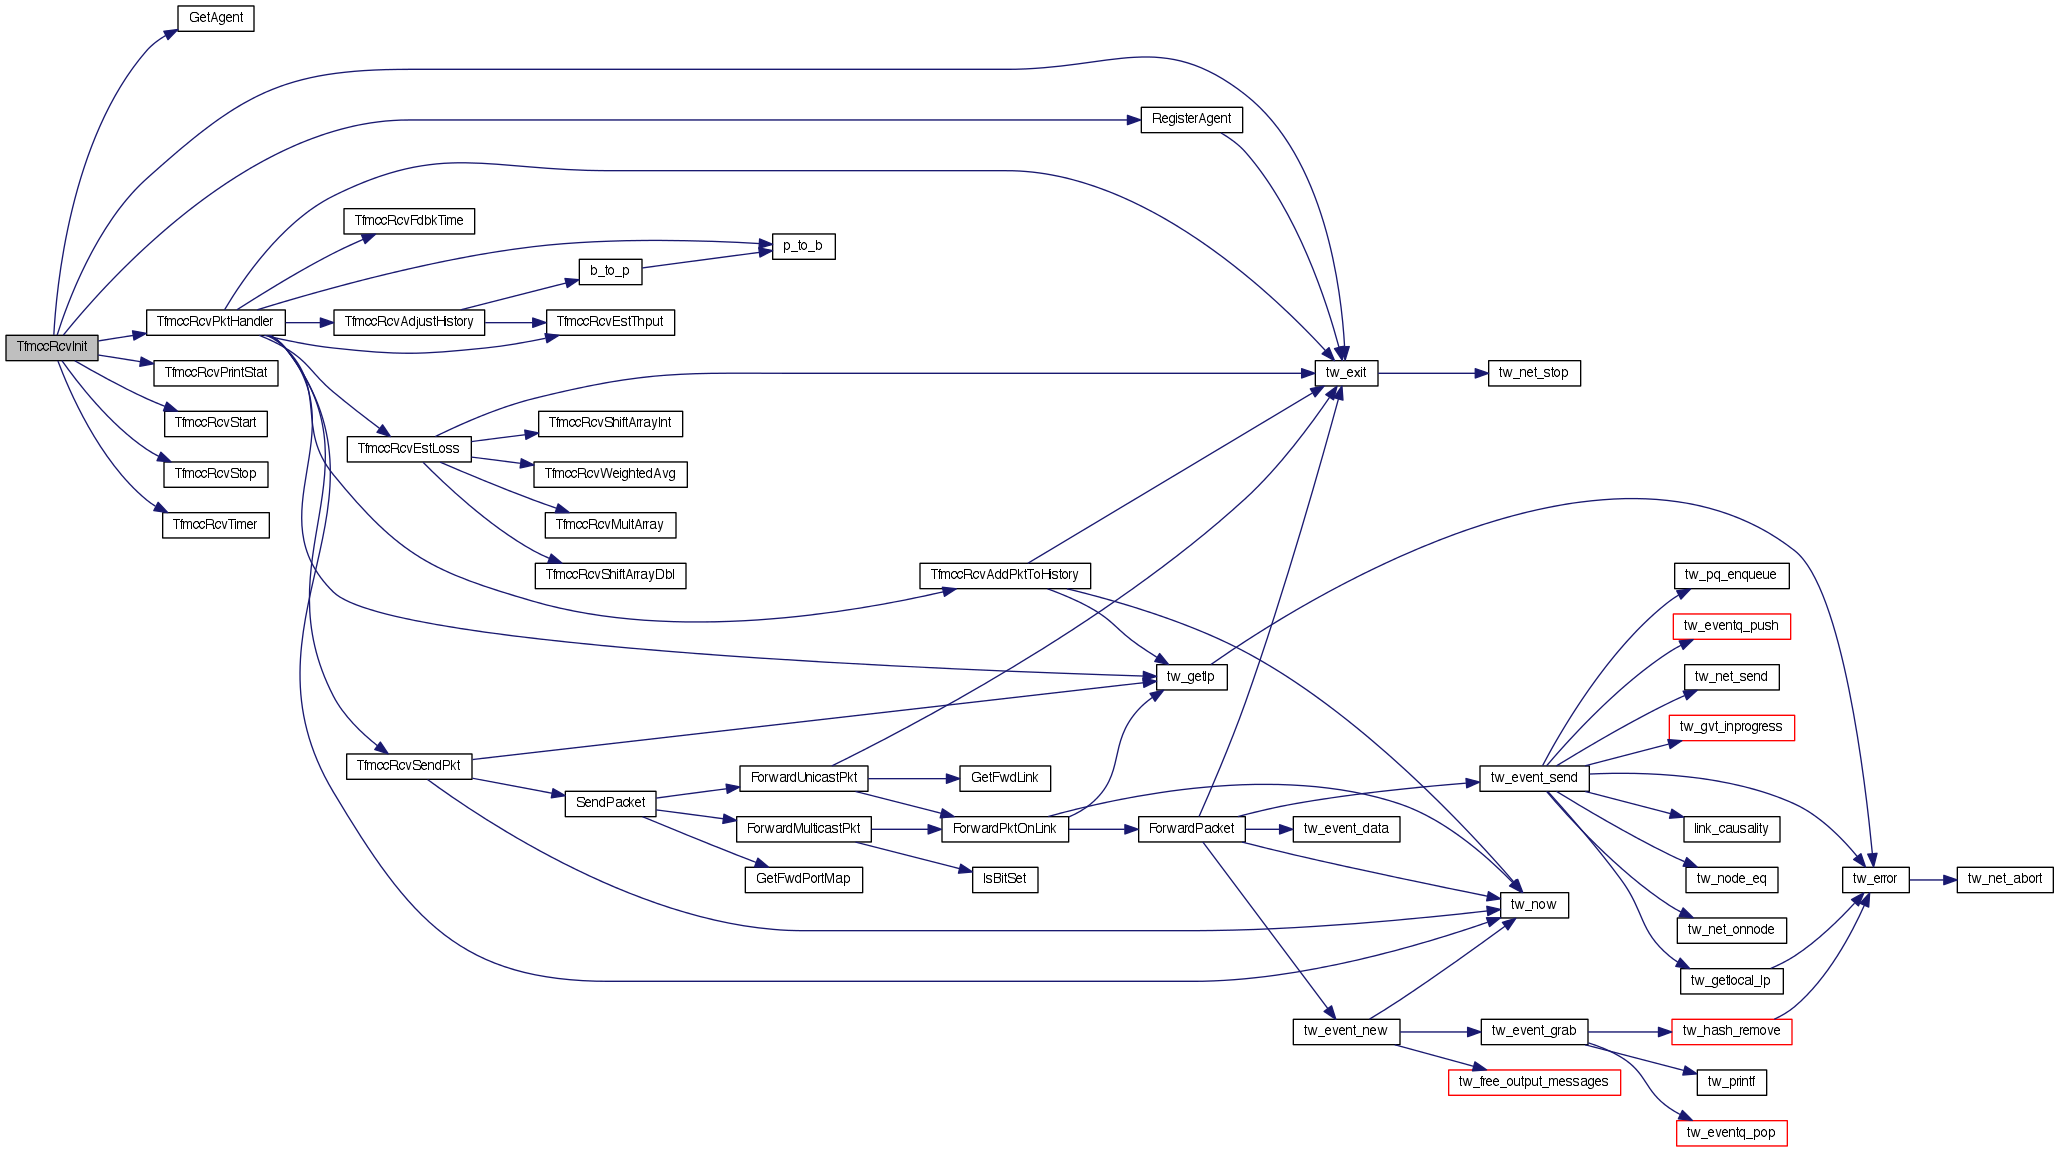 GetAgent
RegisterAgent
TfmccRcvFdbkTime
p_to_b
b_to_p
TfmccRcvPktHandler
TfmccRcvAdjustHistory
TfmccRcvEstThput
TfmccRcvInit
TfmccRcvPrintStat
tw_exit
tw_net_stop
TfmccRcvStart
TfmccRcvShiftArrayInt
TfmccRcvEstLoss
TfmccRcvStop
TfmccRcvWeightedAvg
TfmccRcvTimer
TfmccRcvMultArray
TfmccRcvShiftArrayDbl
TfmccRcvAddPktToHistory
tw_pq_enqueue
tw_eventq_push
tw_getlp
tw_net_send
tw_gvt_inprogress
TfmccRcvSendPkt
ForwardUnicastPkt
GetFwdLink
tw_event_send
SendPacket
ForwardMulticastPkt
ForwardPktOnLink
ForwardPacket
tw_event_data
link_causality
GetFwdPortMap
IsBitSet
tw_node_eq
tw_error
tw_net_abort
tw_now
tw_net_onnode
tw_getlocal_lp
tw_event_new
tw_event_grab
tw_hash_remove
tw_free_output_messages
tw_printf
tw_eventq_pop